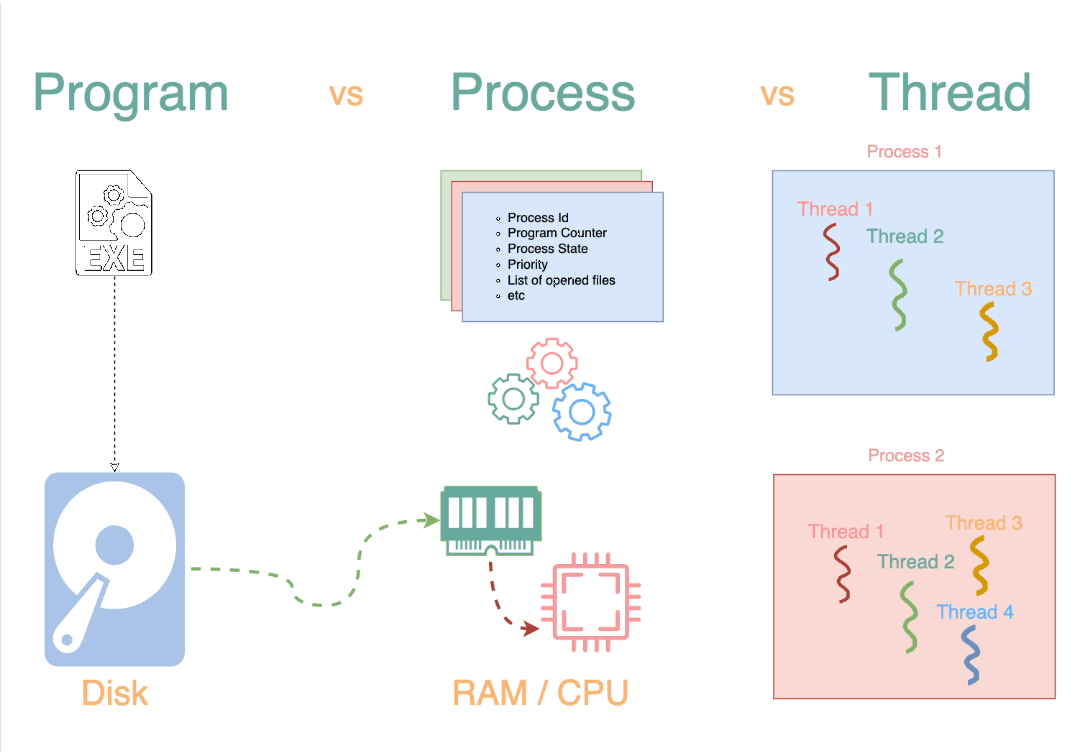 Program vs Process vs Thread
EXE
Process Id
Program Counter
Process State
Priority
List of opened files
etc
Process 1
Thread 1
Thread 2
Thread 3
Process 2
Thread 1
Thread 3
Thread 2
Thread 4
Disk
RAM / CPU